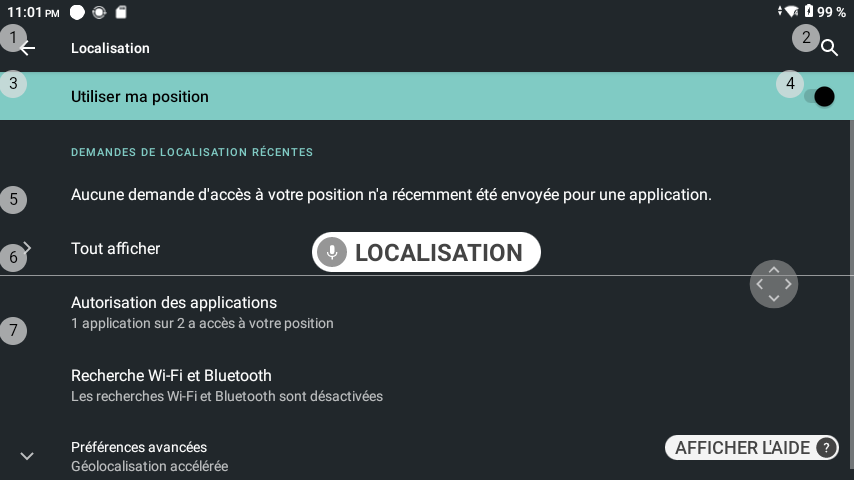 11:01 PM 99 %
1 Localisation 2
3 Utiliser ma position 4
DEMANDES DE LOCALISATION RÉCENTES
5 Aucune demande d'accès à votre position n'a récemment été envoyée pour une application.
6 Tout afficher
LOCALISATION
Autorisation des applications
7 1 application sur 2 a accès à votre position
Recherche Wi-Fi et Bluetooth
Les recherches Wi-Fi et Bluetooth sont désactivées
Préférences avancées
AFFICHER L'AIDE ?
Géolocalisation accélérée